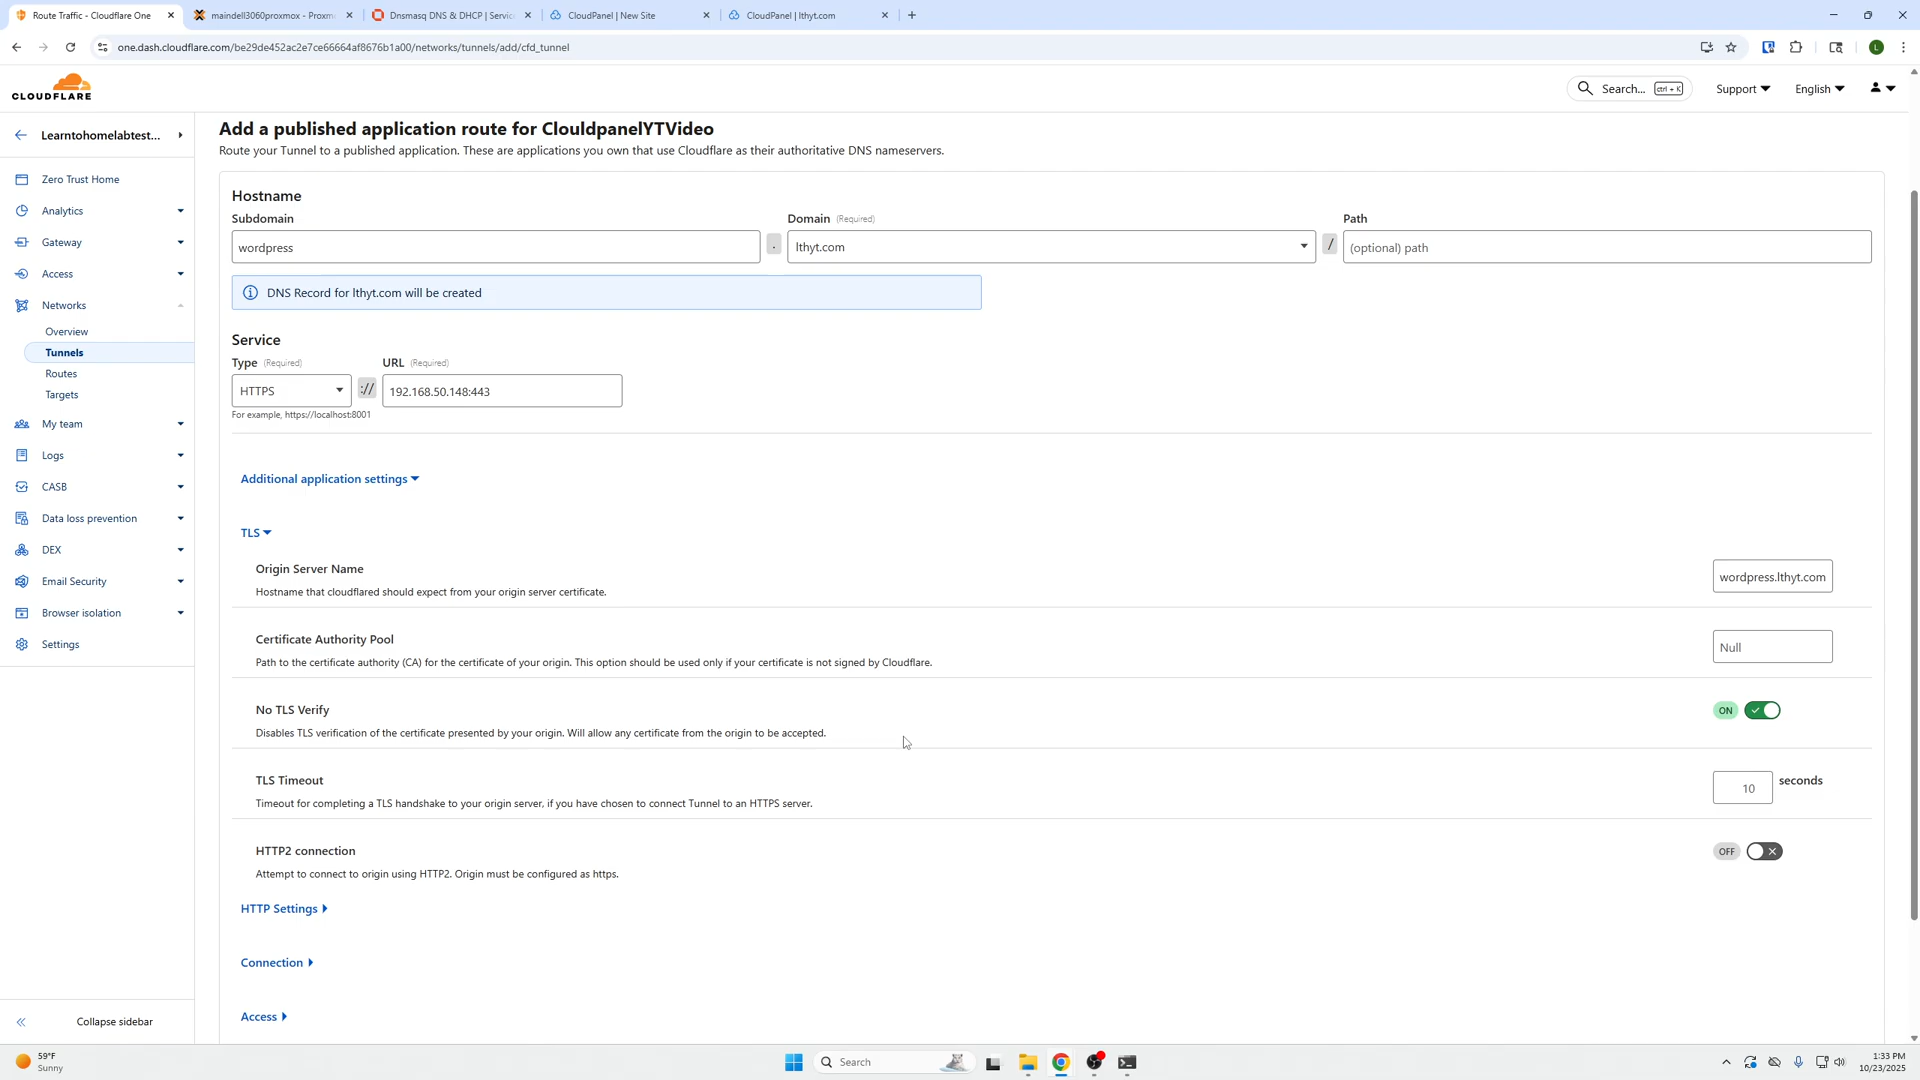 Route Traffic - Cloudflare One
maindell3060proxmox - Proxm
Dnsmasq DNS & DHCP | Servic
CloudPanel | New Site
CloudPanel | lthyt.com
one.dash.cloudflare.com/be29de452ac2e7ce66664af8676b1a00/networks/tunnels/add/cfd_tunnel
L
CLOUDFLARE
Search... ctrl + K
Support
English
Learntohomelabtest...
Zero Trust Home
Analytics
Gateway
Access
Networks
Overview
Tunnels
Routes
Targets
My team
Logs
CASB
Data loss prevention
DEX
Email Security
Browser isolation
Settings
Collapse sidebar
Add a published application route for ClouldpanelYTVideo
Route your Tunnel to a published application. These are applications you own that use Cloudflare as their authoritative DNS nameservers.
Hostname
Subdomain
Domain (Required)
Path
wordpress
.
lthyt.com
/
(optional) path
DNS Record for lthyt.com will be created
Service
Type (Required)
URL (Required)
HTTPS
://
192.168.50.148:443
For example, https://localhost:8001
Additional application settings
TLS
Origin Server Name
Hostname that cloudflared should expect from your origin server certificate.
wordpress.lthyt.com
Certificate Authority Pool
Path to the certificate authority (CA) for the certificate of your origin. This option should be used only if your certificate is not signed by Cloudflare.
Null
No TLS Verify
Disables TLS verification of the certificate presented by your origin. Will allow any certificate from the origin to be accepted.
ON
TLS Timeout
Timeout for completing a TLS handshake to your origin server, if you have chosen to connect Tunnel to an HTTPS server.
10
seconds
HTTP2 connection
Attempt to connect to origin using HTTP2. Origin must be configured as https.
OFF
HTTP Settings
Connection
Access
59°F
Sunny
Search
1:33 PM
10/23/2025